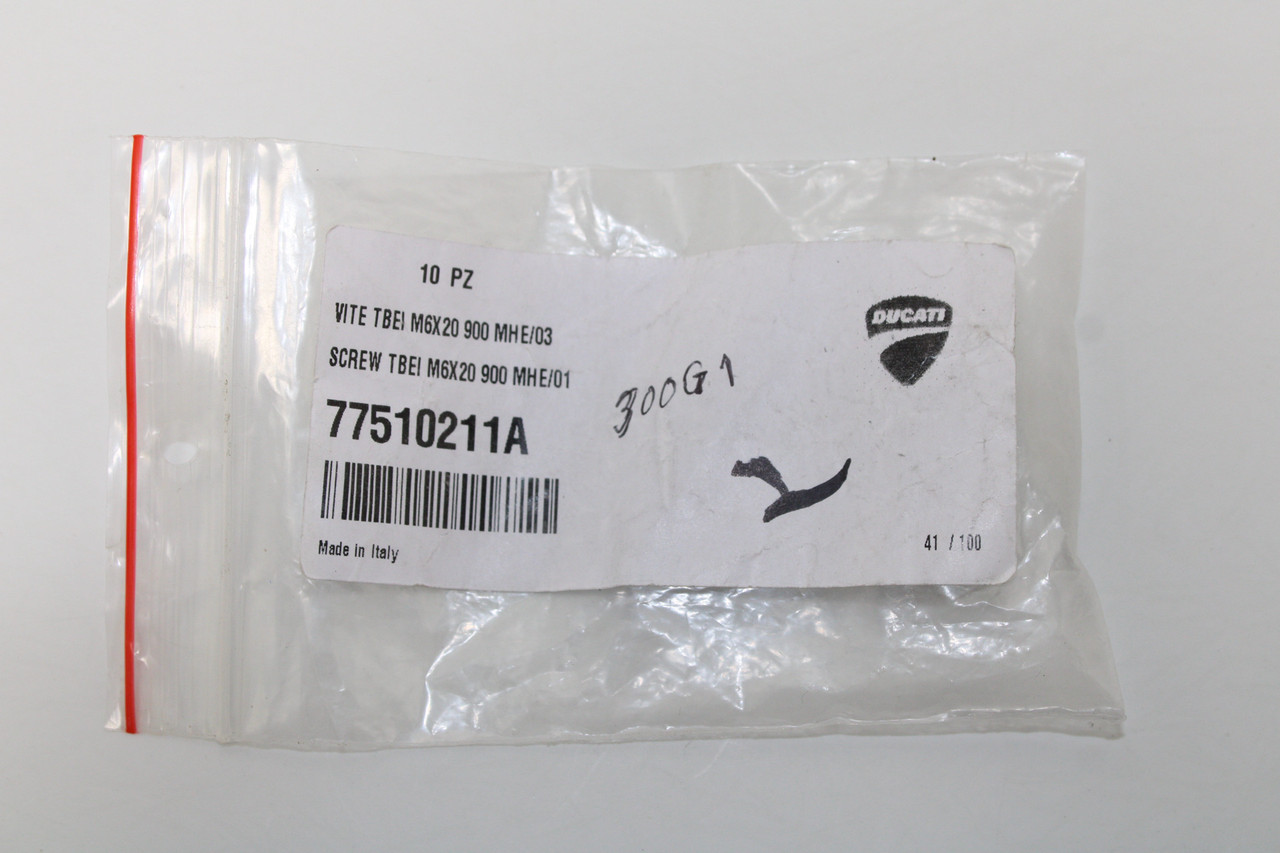 10 PZ
VITE TBEI M6X20 900 MHE/03
SCREW TBEI M6X20 900 MHE/01
77510211A
Made in Italy
300G1
DUCATI
41 / 100